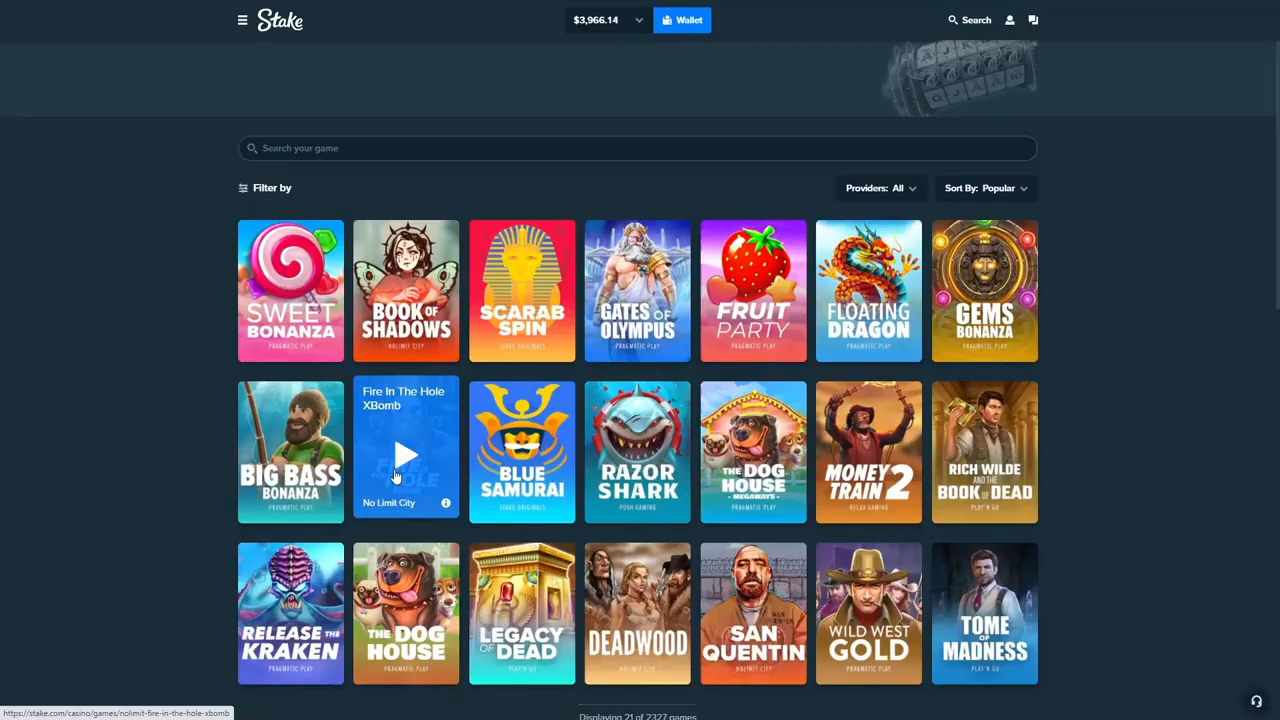 Stake
$3,966.14
Wallet
Search
Search your game
Filter by
Providers: All
Sort By: Popular
SWEET
BONANZA
PRAGMATIC PLAY
BOOK OF
SHADOWS
NOLIMIT CITY
SCARAB
SPIN
STAKE ORIGINALS
GATES OF
OLYMPUS
PRAGMATIC PLAY
FRUIT
PARTY
PRAGMATIC PLAY
FLOATING
DRAGON
PRAGMATIC PLAY
GEMS
BONANZA
PRAGMATIC PLAY
BIG BASS
BONANZA
PRAGMATIC PLAY
Fire In The Hole
XBomb
No Limit City
BLUE
SAMURAI
STAKE ORIGINALS
RAZOR
SHARK
PUSH GAMING
THE DOG
HOUSE
-MEGAWAYS-
PRAGMATIC PLAY
MONEY
TRAIN 2
RELAX GAMING
RICH WILDE
AND THE
BOOK OF DEAD
PLAY'N GO
RELEASE THE
KRAKEN
PRAGMATIC PLAY
THE DOG
HOUSE
PRAGMATIC PLAY
LEGACY
OF DEAD
PLAY'N GO
DEADWOOD
NOLIMIT CITY
SAN
QUENTIN
NOLIMIT CITY
WILD WEST
GOLD
PRAGMATIC PLAY
TOME
OF
MADNESS
PLAY'N GO
Displaying 21 of 2327 games
https://stake.com/casino/games/nolimit-fire-in-the-hole-xbomb